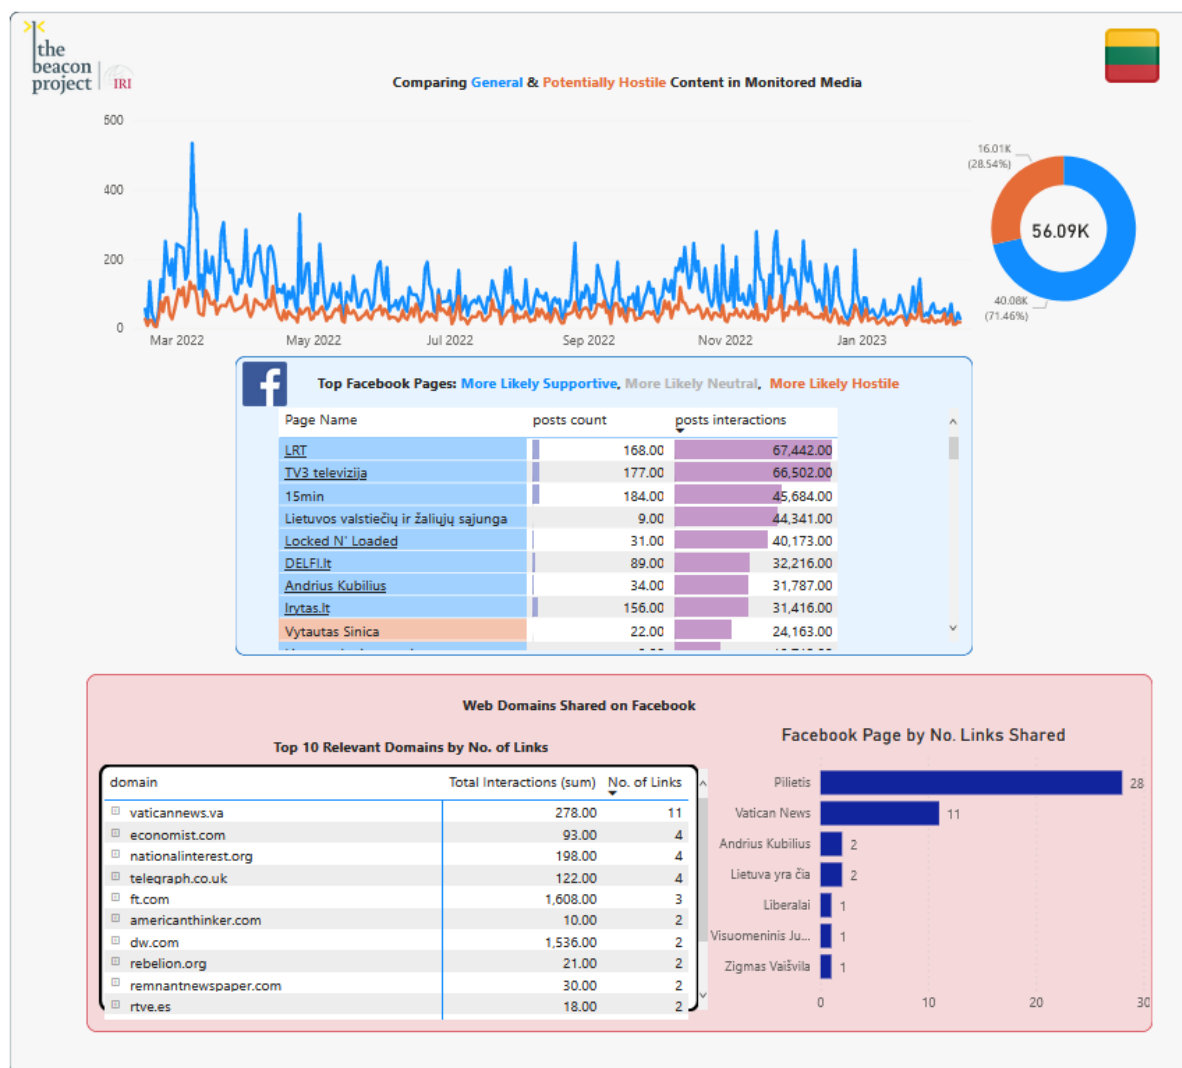 the
beacon
project
IRI
Comparing General & Potentially Hostile Content in Monitored Media
600
400
200
0
Mar 2022 May 2022 Jul 2022 Sep 2022 Nov 2022 Jan 2023
16.01K
(28.54%)
56.09K
40.08K
(71.46%)
Top Facebook Pages: More Likely Supportive, More Likely Neutral, More Likely Hostile
Page Name posts count posts interactions
LRT 168.00 67,442.00
TV3 televizija 177.00 66,502.00
15min 184.00 45,684.00
Lietuvos valstiečių ir žaliųjų sąjunga 9.00 44,341.00
Locked N' Loaded 31.00 40,173.00
DELFI.lt 89.00 32,216.00
Andrius Kubilius 34.00 31,787.00
lrytas.lt 156.00 31,416.00
Vytautas Sinica 22.00 24,163.00
Web Domains Shared on Facebook
Top 10 Relevant Domains by No. of Links
domain Total Interactions (sum) No. of Links
vaticannews.va 278.00 11
economist.com 93.00 4
nationalinterest.org 198.00 4
telegraph.co.uk 122.00 4
ft.com 1,608.00 3
americanthinker.com 10.00 2
dw.com 1,536.00 2
rebelion.org 21.00 2
remnantnewspaper.com 30.00 2
rtve.es 18.00 2
Facebook Page by No. Links Shared
Pilietis 28
Vatican News 11
Andrius Kubilius 2
Lietuva yra čia 2
Liberalai 1
Visuomeninis Ju... 1
Zigmas Vaišvila 1
0 10 20 30